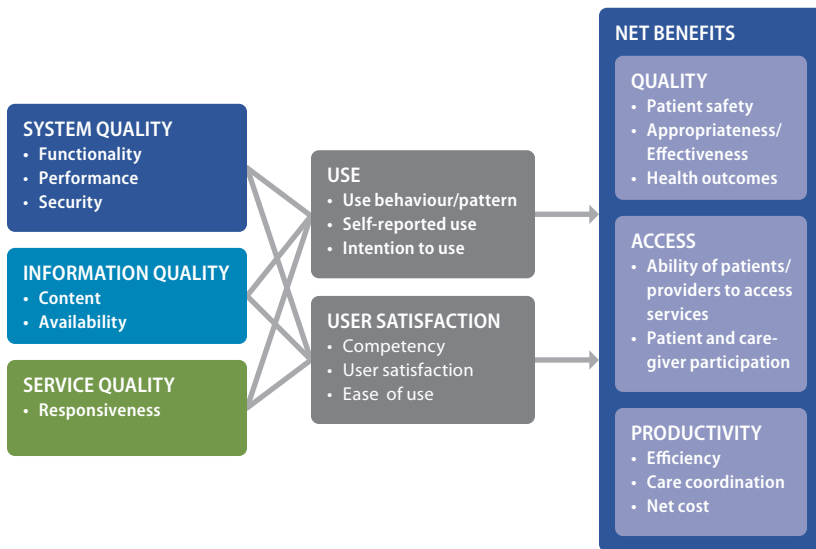 SYSTEM QUALITY
• Functionality
• Performance
• Security
INFORMATION QUALITY
• Content
• Availability
SERVICE QUALITY
• Responsiveness
USE
• Use behaviour/pattern
• Self-reported use
• Intention to use
USER SATISFACTION
• Competency
• User satisfaction
• Ease of use
NET BENEFITS
QUALITY
• Patient safety
• Appropriateness/
Effectiveness
• Health outcomes
ACCESS
• Ability of patients/
providers to access
services
• Patient and care-
giver participation
PRODUCTIVITY
• Efficiency
• Care coordination
• Net cost